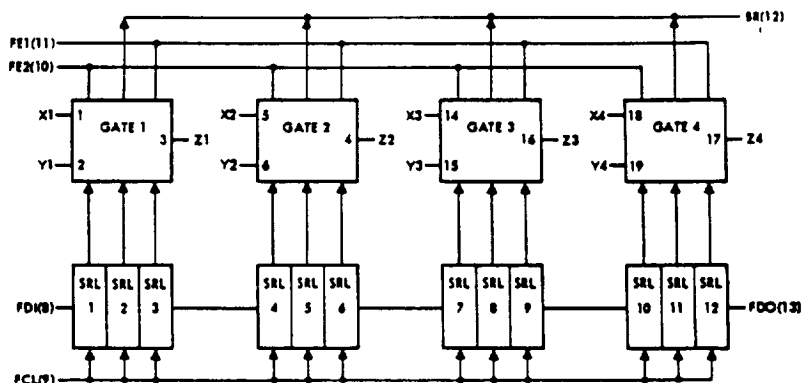 BR(12)
FE1(11)
FE2(10)
X1 1 GATE 1 3 Z1 Y1 2
X2 5 GATE 2 4 Z2 Y2 6
X3 14 GATE 3 16 Z3 Y3 15
X4 18 GATE 4 17 Z4 Y4 19
SRL SRL SRL SRL SRL SRL SRL SRL SRL SRL SRL SRL
FDI(8) 1 2 3 4 5 6 7 8 9 10 11 12 FDO(13)
FCL(9)